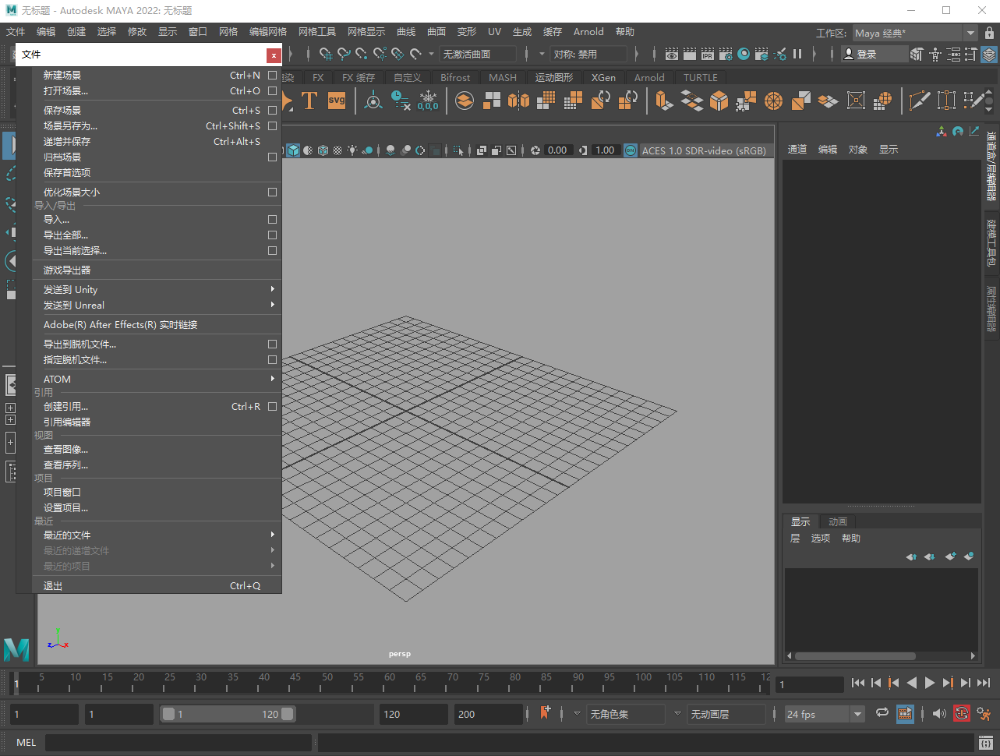 无标题 - Autodesk MAYA 2022: 无标题
文件 编辑 创建 选择 修改 显示 窗口 网格 编辑网格 网格工具 网格显示 曲线 曲面 变形 UV 生成 缓存 Arnold 帮助
工作区: Maya 经典*
文件
无激活曲面
对称: 禁用
登录
FX FX 缓存 自定义 Bifrost MASH 运动图形 XGen Arnold TURTLE
T svg 0,0,0
新建场景 Ctrl+N
打开场景... Ctrl+O
保存场景 Ctrl+S
场景另存为... Ctrl+Shift+S
递增并保存 Ctrl+Alt+S
归档场景
保存首选项
优化场景大小
导入/导出
导入...
导出全部...
导出当前选择...
游戏导出器
发送到 Unity
发送到 Unreal
Adobe(R) After Effects(R) 实时链接
导出到脱机文件...
指定脱机文件...
ATOM
引用
创建引用... Ctrl+R
引用编辑器
视图
查看图像...
查看序列...
项目
项目窗口
设置项目...
最近
最近的文件
最近的递增文件
最近的项目
退出 Ctrl+Q
IPR
0.00 1.00 ON ACES 1.0 SDR-video (sRGB)
y
z x
persp
通道 编辑 对象 显示
通道盒/层编辑器
建模工具包
属性编辑器
显示 动画
层 选项 帮助
M
1 5 10 15 20 25 30 35 40 45 50 55 60 65 70 75 80 85 90 95 100 105 110 115 12
1
1 1 1 120 120 200 无角色集 无动画层 24 fps
MEL